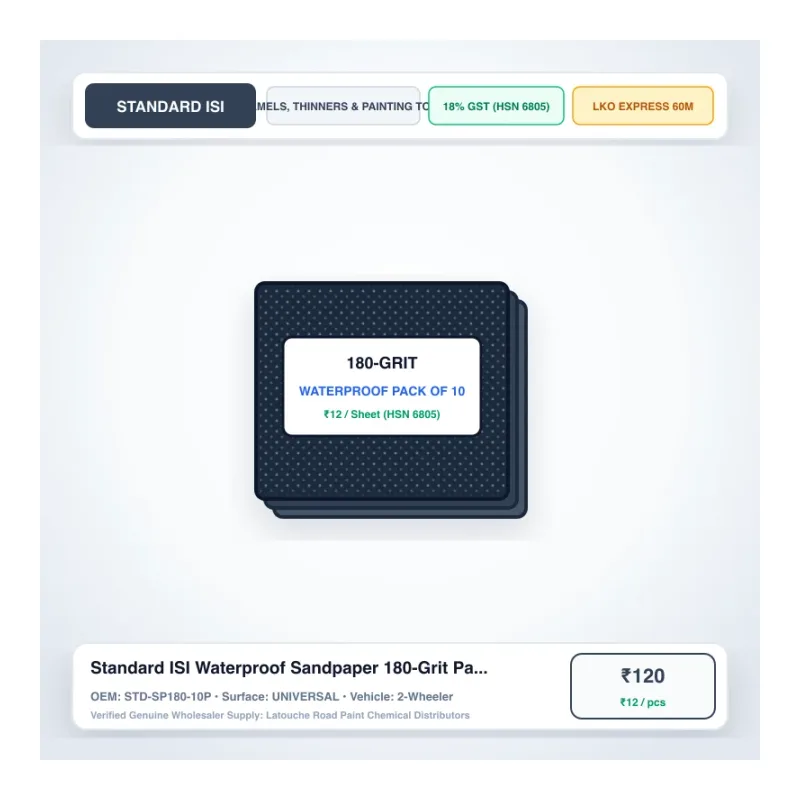 STANDARD ISI
MELS, THINNERS & PAINTING TO
18% GST (HSN 6805)
LKO EXPRESS 60M
180-GRIT
WATERPROOF PACK OF 10
₹12 / Sheet (HSN 6805)
Standard ISI Waterproof Sandpaper 180-Grit Pa...
OEM: STD-SP180-10P • Surface: UNIVERSAL • Vehicle: 2-Wheeler
Verified Genuine Wholesaler Supply: Latouche Road Paint Chemical Distributors
₹120
₹12 / pcs